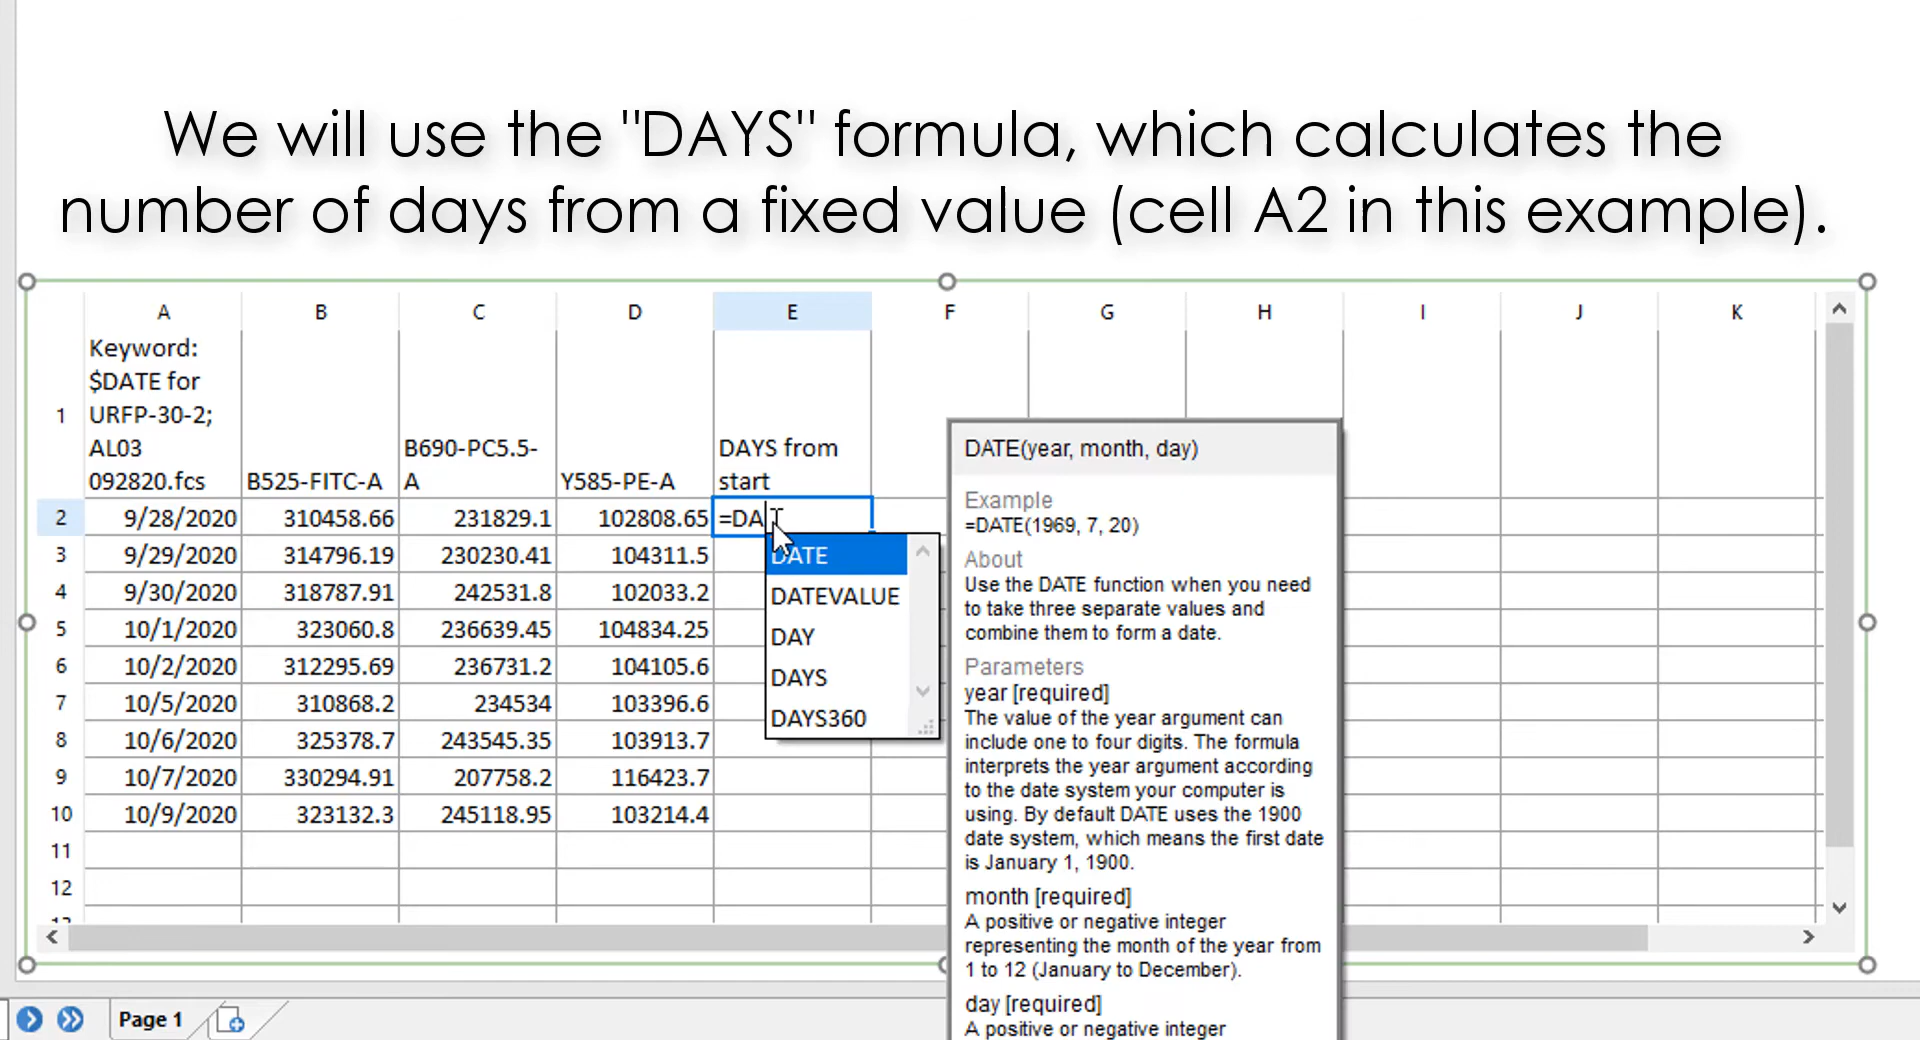 We will use the "DAYS" formula, which calculates the
number of days from a fixed value (cell A2 in this example).
A B C D E F G H I J K
1 Keyword: $DATE for URFP-30-2; AL03 092820.fcs B525-FITC-A B690-PC5.5-A Y585-PE-A DAYS from start
2 9/28/2020 310458.66 231829.1 102808.65 =DA
3 9/29/2020 314796.19 230230.41 104311.5
4 9/30/2020 318787.91 242531.8 102033.2
5 10/1/2020 323060.8 236639.45 104834.25
6 10/2/2020 312295.69 236731.2 104105.6
7 10/5/2020 310868.2 234534 103396.6
8 10/6/2020 325378.7 243545.35 103913.7
9 10/7/2020 330294.91 207758.2 116423.7
10 10/9/2020 323132.3 245118.95 103214.4
11
12
DATE
DATEVALUE
DAY
DAYS
DAYS360
DATE(year, month, day)
Example
=DATE(1969, 7, 20)
About
Use the DATE function when you need
to take three separate values and
combine them to form a date.
Parameters
year [required]
The value of the year argument can
include one to four digits. The formula
interprets the year argument according
to the date system your computer is
using. By default DATE uses the 1900
date system, which means the first date
is January 1, 1900.
month [required]
A positive or negative integer
representing the month of the year from
1 to 12 (January to December).
day [required]
A positive or negative integer
Page 1